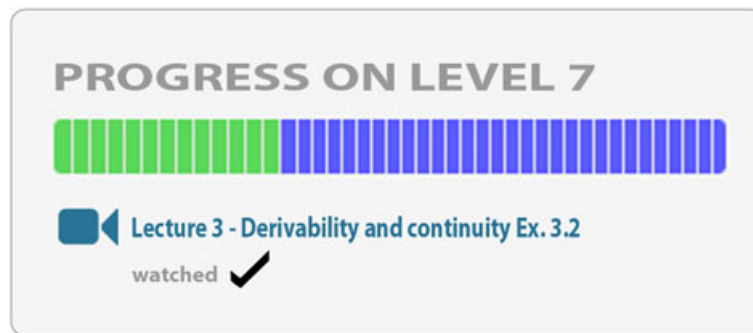 PROGRESS ON LEVEL 7
Lecture 3 - Derivability and continuity Ex. 3.2
watched